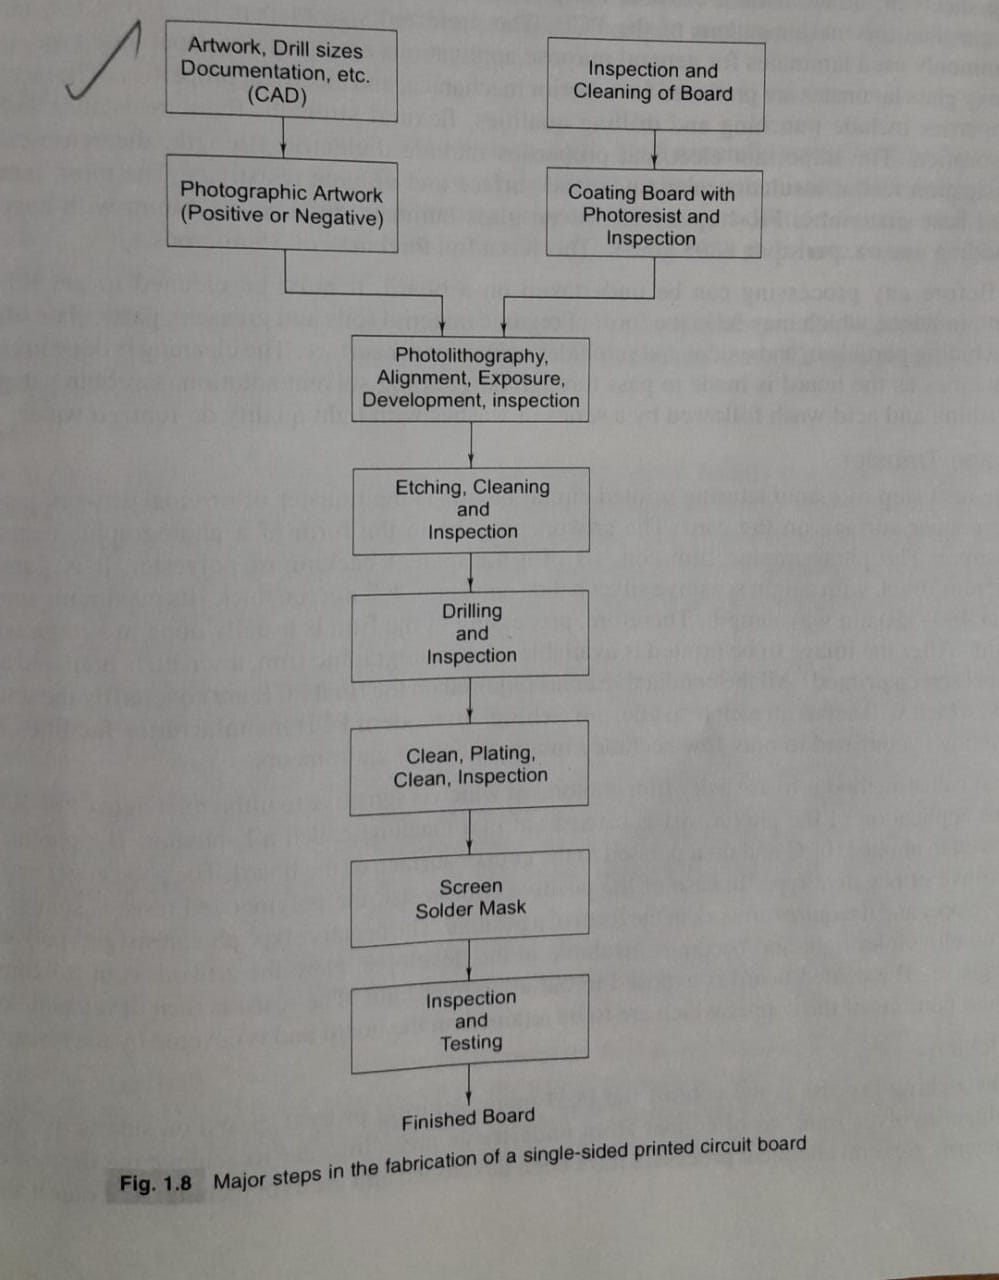 Artwork, Drill sizes
Documentation, etc.
(CAD)
Inspection and
Cleaning of Board
Photographic Artwork
(Positive or Negative)
Coating Board with
Photoresist and
Inspection
Photolithography,
Alignment, Exposure,
Development, inspection
Etching, Cleaning
and
Inspection
Drilling
and
Inspection
Clean, Plating,
Clean, Inspection
Screen
Solder Mask
Inspection
and
Testing
Finished Board
Fig. 1.8 Major steps in the fabrication of a single-sided printed circuit board